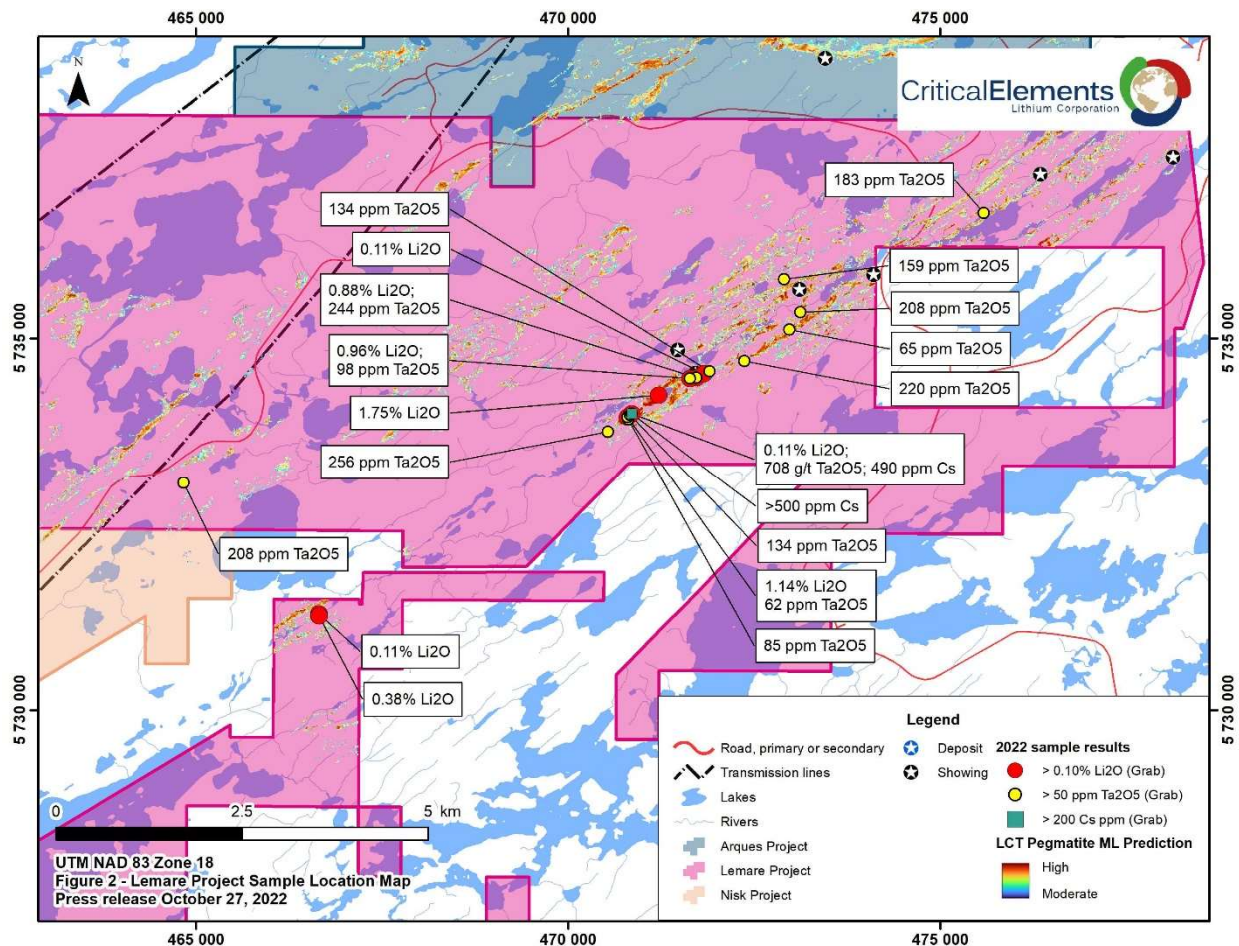 465 000
470 000
475 000
N
CriticalElements
Lithium Corporation
183 ppm Ta2O5
134 ppm Ta2O5
0.11% Li2O
0.88% Li2O;
244 ppm Ta2O5
0.96% Li2O;
98 ppm Ta2O5
1.75% Li2O
256 ppm Ta2O5
208 ppm Ta2O5
159 ppm Ta2O5
208 ppm Ta2O5
65 ppm Ta2O5
220 ppm Ta2O5
0.11% Li2O;
708 g/t Ta2O5; 490 ppm Cs
>500 ppm Cs
134 ppm Ta2O5
1.14% Li2O
62 ppm Ta2O5
85 ppm Ta2O5
0.11% Li2O
0.38% Li2O
5 735 000
5 735 000
5 730 000
5 730 000
0 2.5 5 km
UTM NAD 83 Zone 18
Figure 2 - Lemare Project Sample Location Map
Press release October 27, 2022
Legend
Road, primary or secondary
Transmission lines
Lakes
Rivers
Arques Project
Lemare Project
Nisk Project
Deposit
Showing
2022 sample results
> 0.10% Li2O (Grab)
> 50 ppm Ta2O5 (Grab)
> 200 Cs ppm (Grab)
LCT Pegmatite ML Prediction
High
Moderate
465 000
470 000
475 000